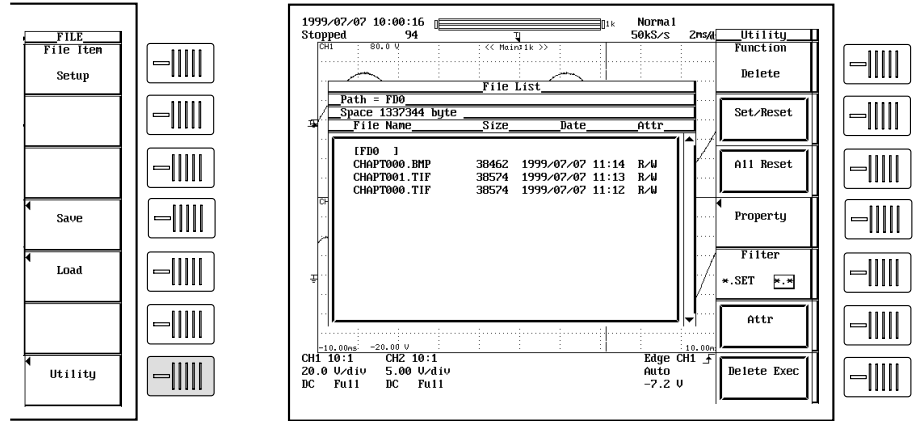 FILE
File Item
Setup
Save
Load
Utility
1999/07/07 10:00:16
1k
Normal
Stopped
94
50kS/s
2ms/d
CH1
80.0 V
<< Main:1k >>
File List
Path = FD0
Space 1337344 byte
File Name Size Date Attr
[FD0 ]
CHAPT000.BMP 38462 1999/07/07 11:14 R/W
CHAPT001.TIF 38574 1999/07/07 11:13 R/W
CHAPT000.TIF 38574 1999/07/07 11:12 R/W
CH
-10.00ms
-20.00 V
10.00m
CH1 10:1 CH2 10:1
20.0 V/div 5.00 V/div
DC Full DC Full
Edge CH1
Auto
-7.2 V
Utility
Function
Delete
Set/Reset
All Reset
Property
Filter
*.SET *.*
Attr
Delete Exec